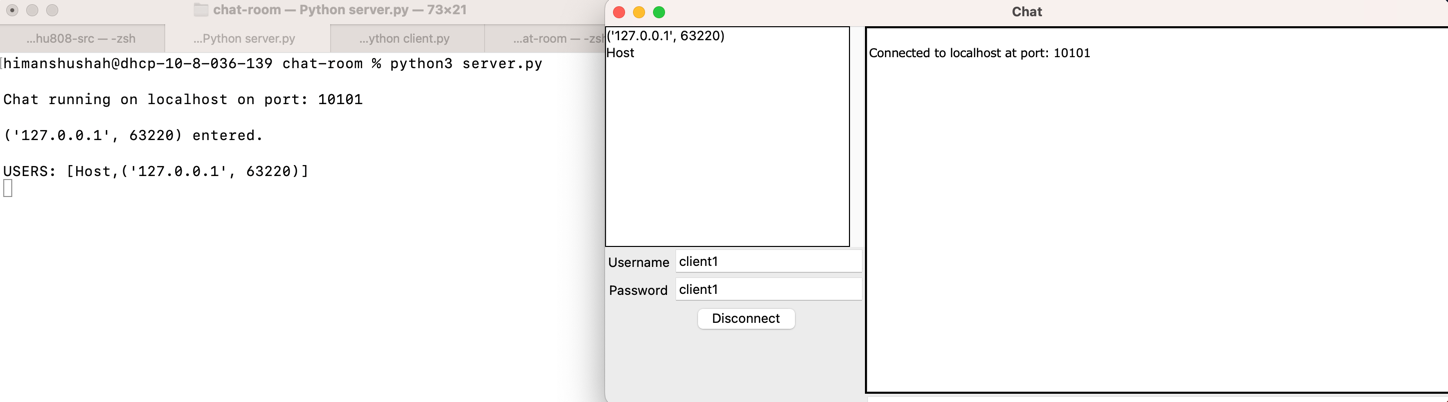 chat-room — Python server.py — 73×21
...hu808-src — -zsh
...Python server.py
...ython client.py
...at-room — -zsh
himanshushah@dhcp-10-8-036-139 chat-room % python3 server.py
Chat running on localhost on port: 10101
('127.0.0.1', 63220) entered.
USERS: [Host,('127.0.0.1', 63220)]
Chat
('127.0.0.1', 63220)
Host
Username client1
Password client1
Disconnect
Connected to localhost at port: 10101